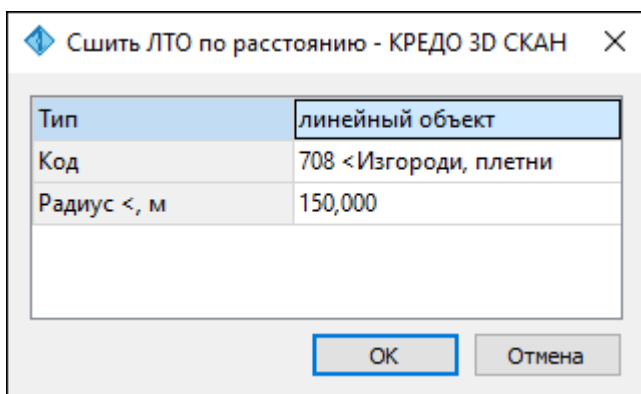 Сшить ЛТО по расстоянию - КРЕДО 3D СКАН
Тип линейный объект
Код 708 <Изгороди, плетни
Радиус <, м 150,000
ОК Отмена